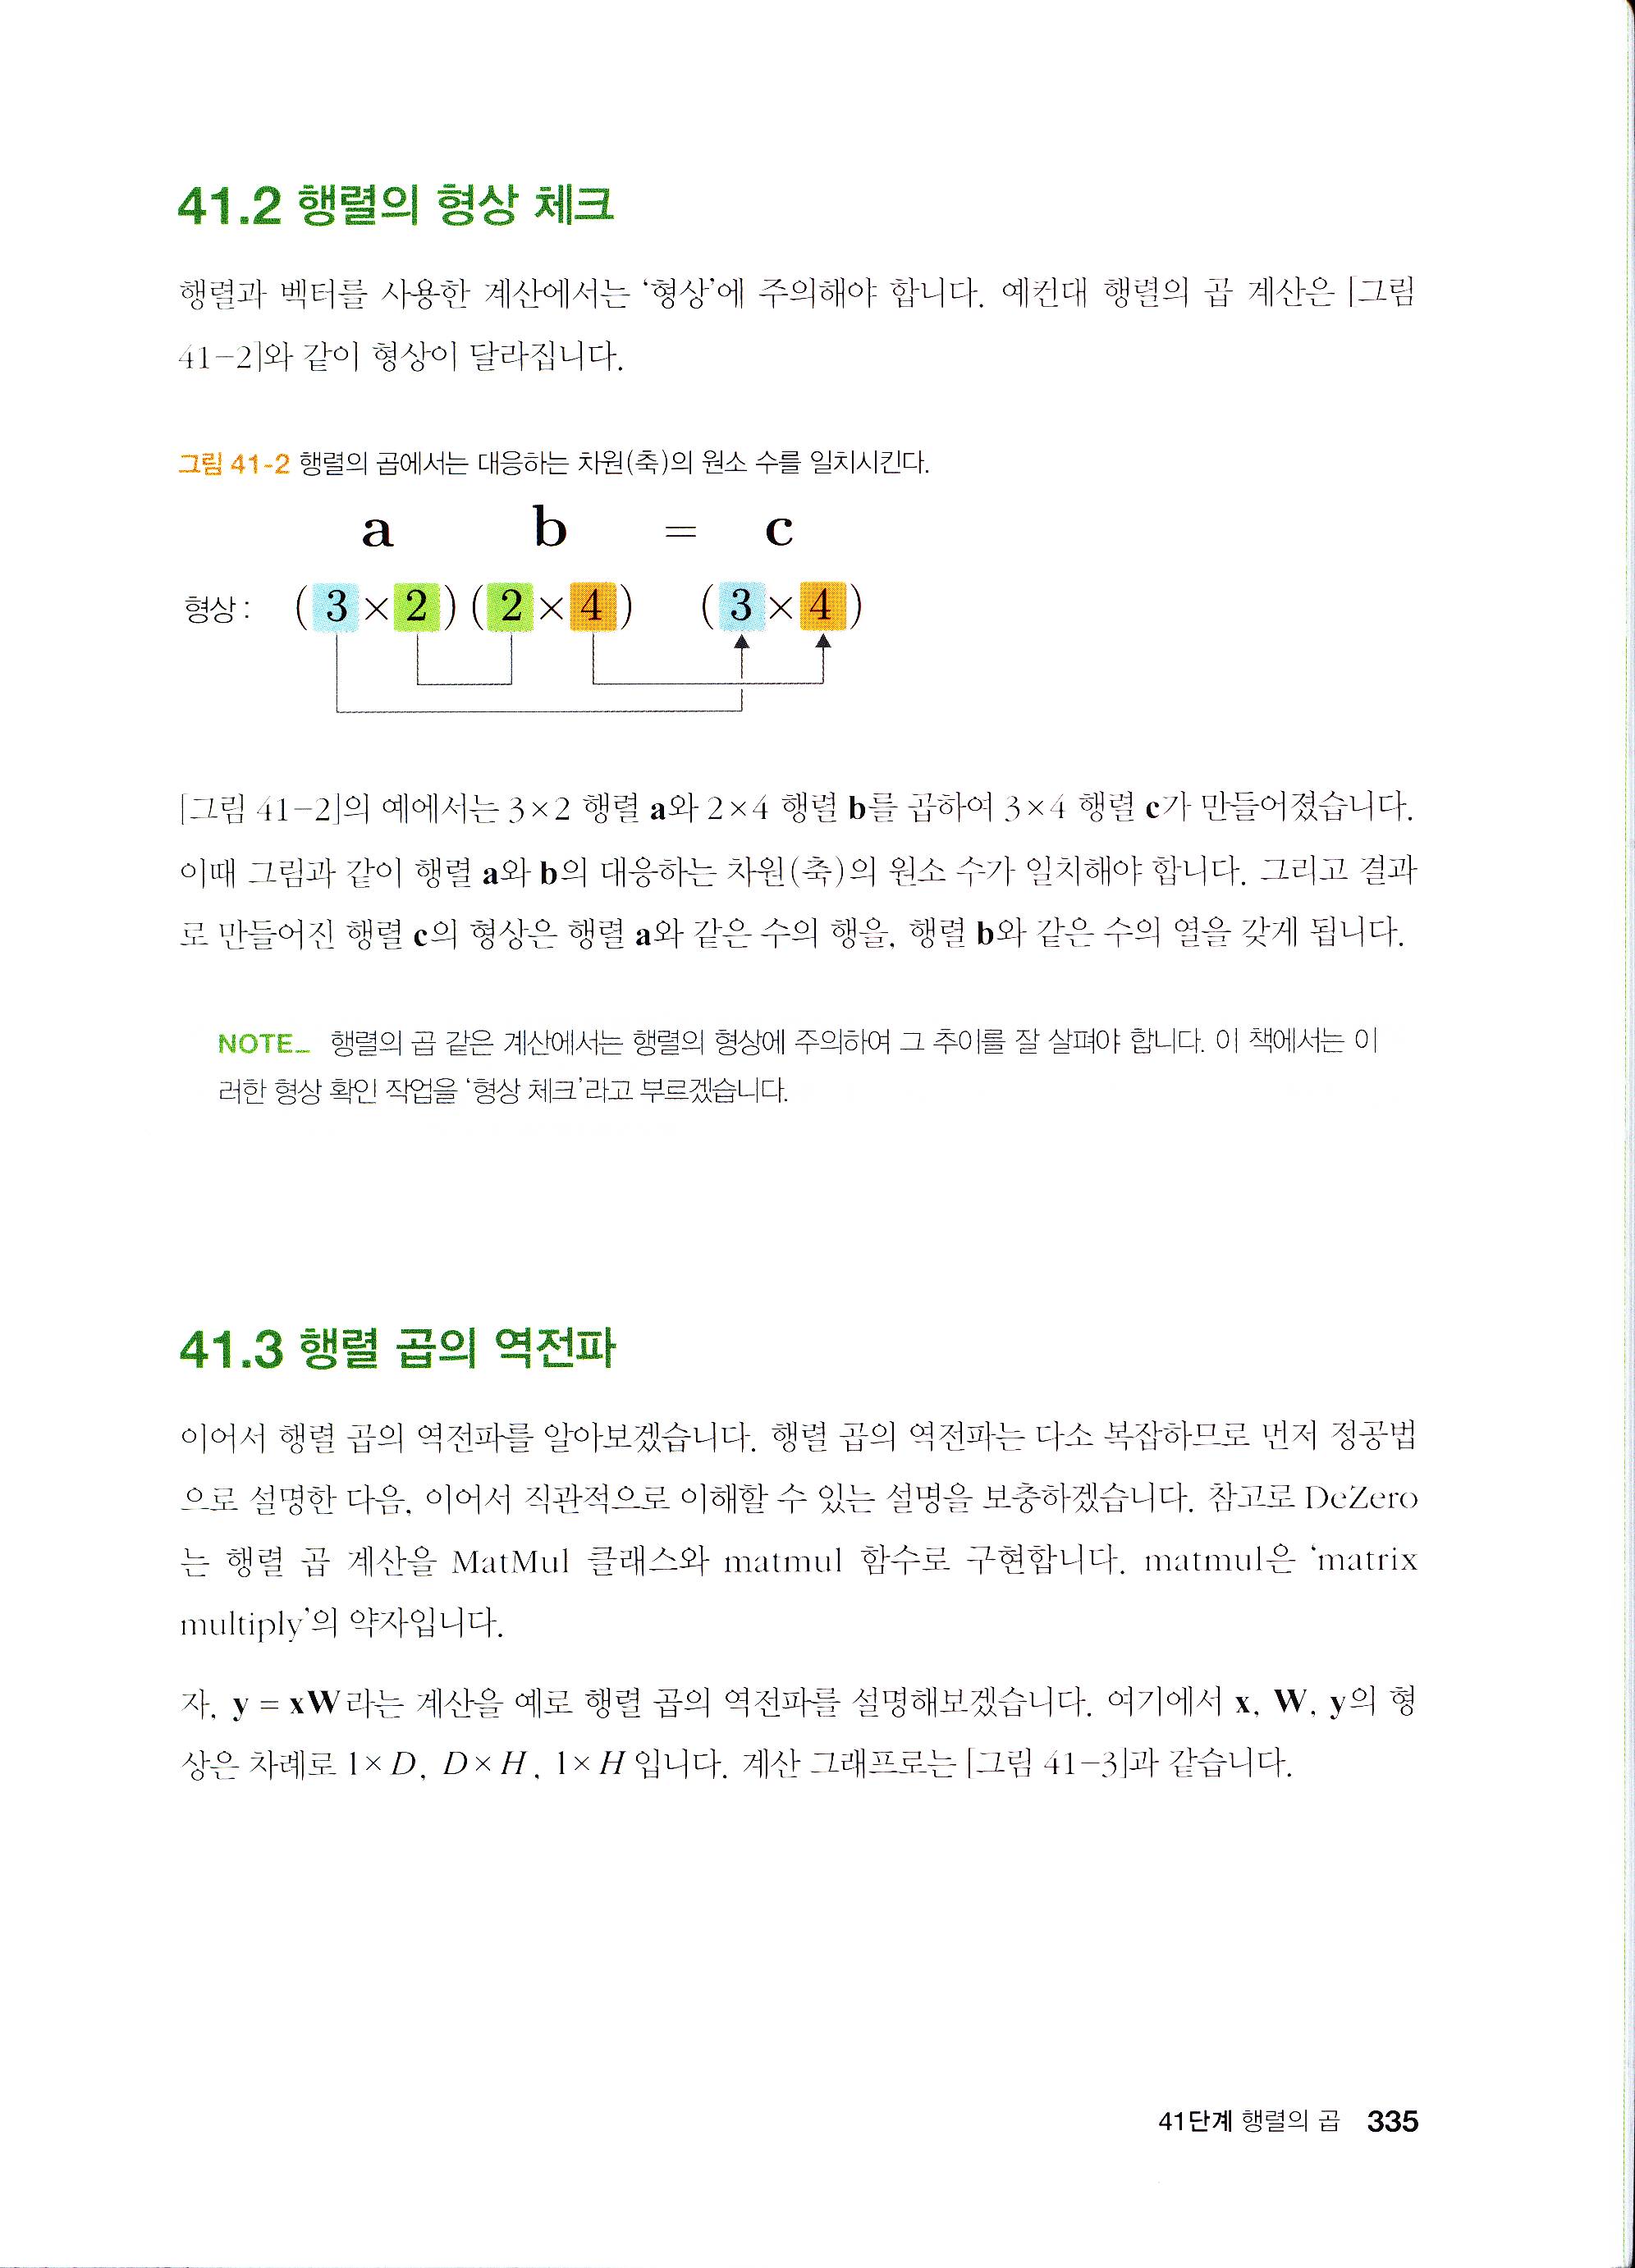 41.2 행렬의 형상 체크
행렬과 벡터를 사용한 계산에서는 ‘형상’에 주의해야 합니다. 예컨대 행렬의 곱 계산은 [그림
41-2]와 같이 형상이 달라집니다.
그림 41-2 행렬의 곱에서는 대응하는 차원(축)의 원소 수를 일치시킨다.
a b = c
형상: (3×2)(2×4) (3×4)
[그림 41-2]의 예에서는 3×2 행렬 a와 2×4 행렬 b를 곱하여 3×4 행렬 c가 만들어졌습니다.
이때 그림과 같이 행렬 a와 b의 대응하는 차원(축)의 원소 수가 일치해야 합니다. 그리고 결과
로 만들어진 행렬 c의 형상은 행렬 a와 같은 수의 행을, 행렬 b와 같은 수의 열을 갖게 됩니다.
NOTE_ 행렬의 곱 같은 계산에서는 행렬의 형상에 주의하여 그 추이를 잘 살펴야 합니다. 이 책에서는 이
러한 형상 확인 작업을 ‘형상 체크’라고 부르겠습니다.
41.3 행렬 곱의 역전파
이어서 행렬 곱의 역전파를 알아보겠습니다. 행렬 곱의 역전파는 다소 복잡하므로 먼저 정공법
으로 설명한 다음, 이어서 직관적으로 이해할 수 있는 설명을 보충하겠습니다. 참고로 DeZero
는 행렬 곱 계산을 MatMul 클래스와 matmul 함수로 구현합니다. matmul은 ‘matrix
multiply’의 약자입니다.
자, y = xW라는 계산을 예로 행렬 곱의 역전파를 설명해보겠습니다. 여기에서 x, W, y의 형
상은 차례로 1×D, D×H, 1×H입니다. 계산 그래프로는 [그림 41-3]과 같습니다.
41단계 행렬의 곱 335